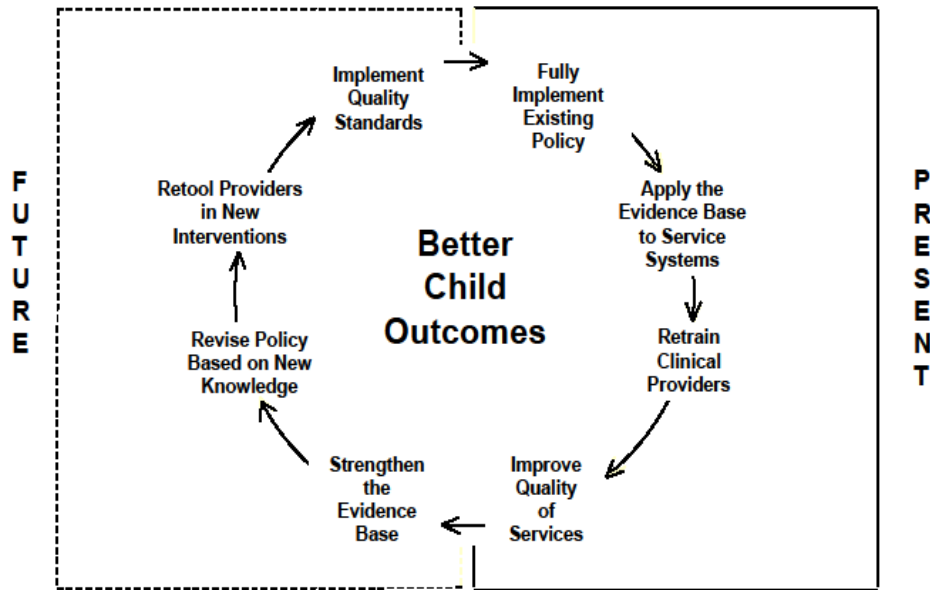 Implement
Quality
Standards
Fully
Implement
Existing
Policy
Apply the
Evidence Base
to Service
Systems
Retrain
Clinical
Providers
Improve
Quality
of
Services
Strengthen
the
Evidence
Base
Revise Policy
Based on New
Knowledge
Retool Providers
in New
Interventions
Better
Child
Outcomes
F
U
T
U
R
E
P
R
E
S
E
N
T